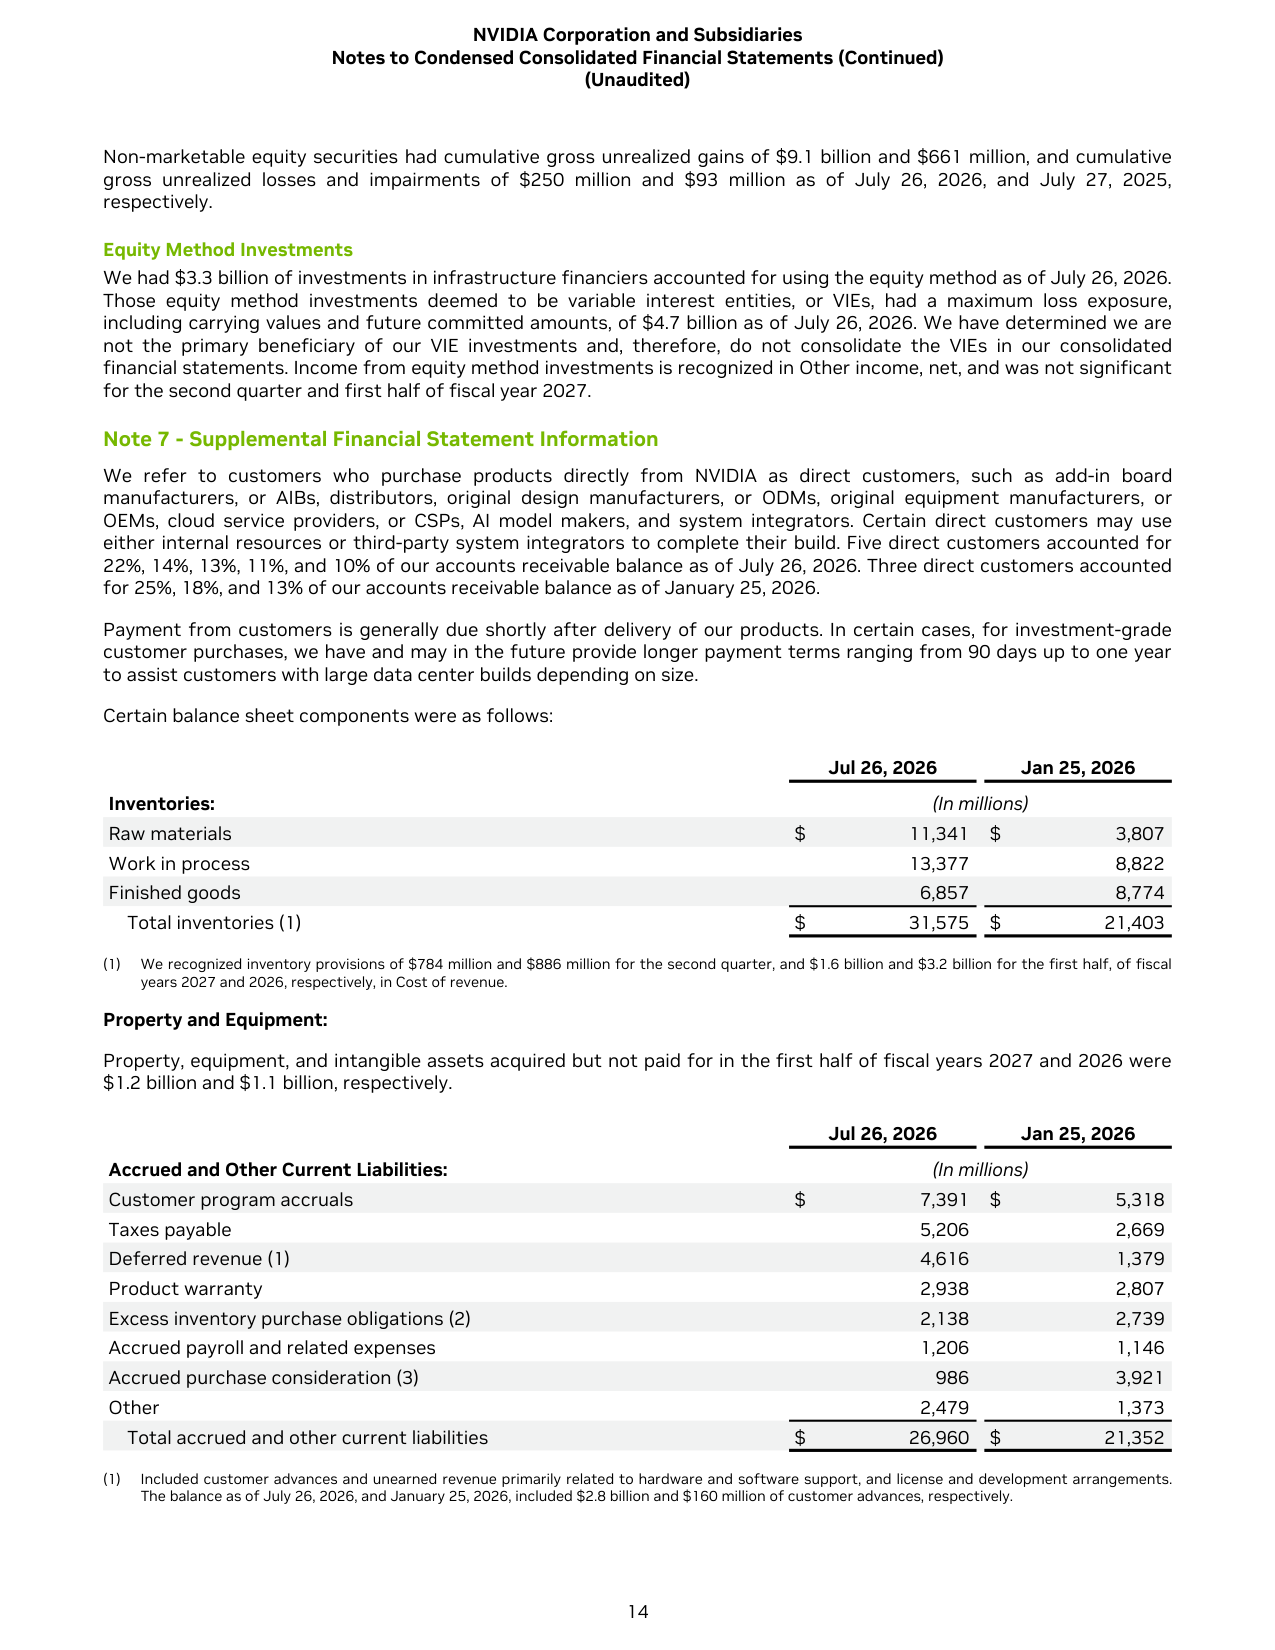 NVIDIA Corporation and Subsidiaries
Notes to Condensed Consolidated Financial Statements (Continued)
(Unaudited)
Non-marketable equity securities had cumulative gross unrealized gains of $9.1 billion and $661 million, and cumulative
gross unrealized losses and impairments of $250 million and $93 million as of July 26, 2026, and July 27, 2025,
respectively.
Equity Method Investments
We had $3.3 billion of investments in infrastructure financiers accounted for using the equity method as of July 26, 2026.
Those equity method investments deemed to be variable interest entities, or VIEs, had a maximum loss exposure,
including carrying values and future committed amounts, of $4.7 billion as of July 26, 2026. We have determined we are
not the primary beneficiary of our VIE investments and, therefore, do not consolidate the VIEs in our consolidated
financial statements. Income from equity method investments is recognized in Other income, net, and was not significant
for the second quarter and first half of fiscal year 2027.
Note 7 - Supplemental Financial Statement Information
We refer to customers who purchase products directly from NVIDIA as direct customers, such as add-in board
manufacturers, or AIBs, distributors, original design manufacturers, or ODMs, original equipment manufacturers, or
OEMs, cloud service providers, or CSPs, AI model makers, and system integrators. Certain direct customers may use
either internal resources or third-party system integrators to complete their build. Five direct customers accounted for
22%, 14%, 13%, 11%, and 10% of our accounts receivable balance as of July 26, 2026. Three direct customers accounted
for 25%, 18%, and 13% of our accounts receivable balance as of January 25, 2026.
Payment from customers is generally due shortly after delivery of our products. In certain cases, for investment-grade
customer purchases, we have and may in the future provide longer payment terms ranging from 90 days up to one year
to assist customers with large data center builds depending on size.
Certain balance sheet components were as follows:
Jul 26, 2026 Jan 25, 2026
Inventories: (In millions)
Raw materials $ 11,341 $ 3,807
Work in process 13,377 8,822
Finished goods 6,857 8,774
Total inventories (1) $ 31,575 $ 21,403
(1) We recognized inventory provisions of $784 million and $886 million for the second quarter, and $1.6 billion and $3.2 billion for the first half, of fiscal
years 2027 and 2026, respectively, in Cost of revenue.
Property and Equipment:
Property, equipment, and intangible assets acquired but not paid for in the first half of fiscal years 2027 and 2026 were
$1.2 billion and $1.1 billion, respectively.
Jul 26, 2026 Jan 25, 2026
Accrued and Other Current Liabilities: (In millions)
Customer program accruals $ 7,391 $ 5,318
Taxes payable 5,206 2,669
Deferred revenue (1) 4,616 1,379
Product warranty 2,938 2,807
Excess inventory purchase obligations (2) 2,138 2,739
Accrued payroll and related expenses 1,206 1,146
Accrued purchase consideration (3) 986 3,921
Other 2,479 1,373
Total accrued and other current liabilities $ 26,960 $ 21,352
(1) Included customer advances and unearned revenue primarily related to hardware and software support, and license and development arrangements.
The balance as of July 26, 2026, and January 25, 2026, included $2.8 billion and $160 million of customer advances, respectively.
14